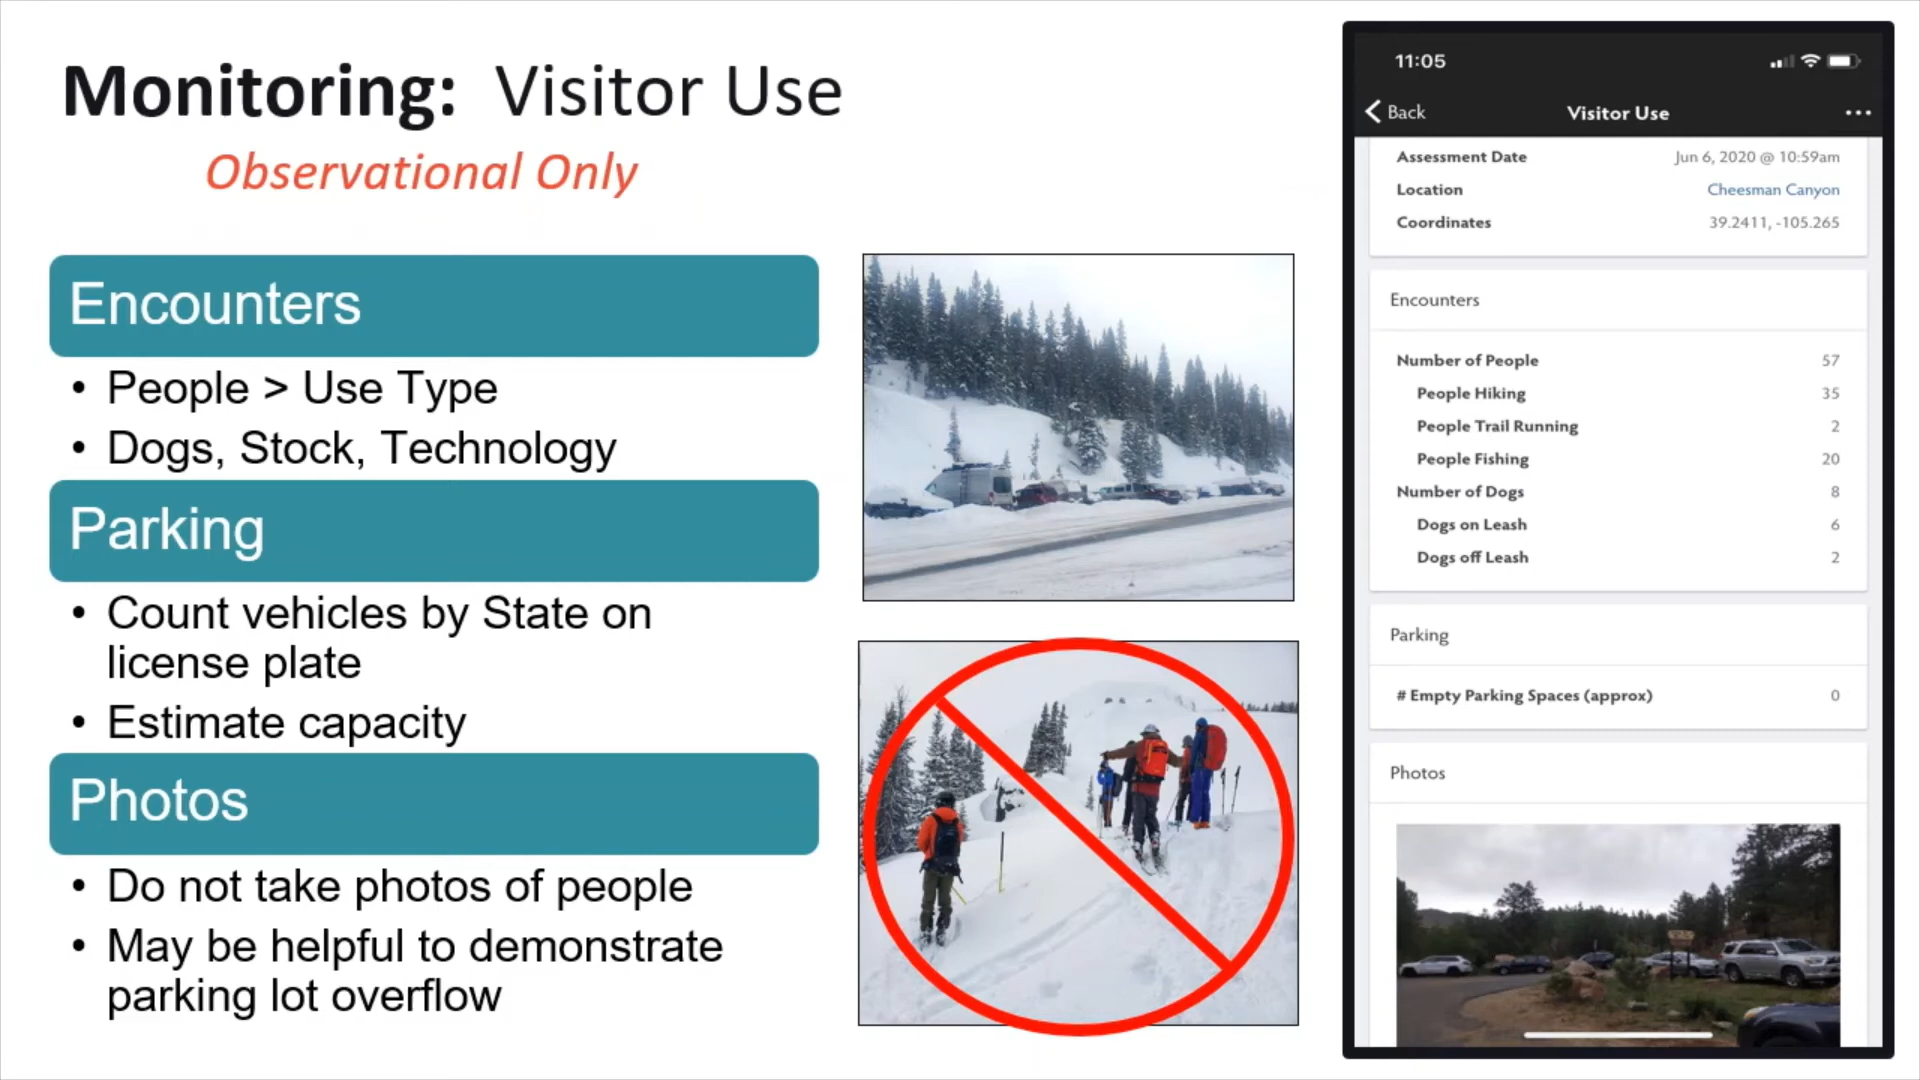 Monitoring: Visitor Use
Observational Only
Encounters
• People > Use Type
• Dogs, Stock, Technology
Parking
• Count vehicles by State on
license plate
• Estimate capacity
Photos
• Do not take photos of people
• May be helpful to demonstrate
parking lot overflow
11:05
Back
Visitor Use
Assessment Date Jun 6, 2020 @ 10:59am
Location Cheesman Canyon
Coordinates 39.2411, -105.265
Encounters
Number of People 57
People Hiking 35
People Trail Running 2
People Fishing 20
Number of Dogs 8
Dogs on Leash 6
Dogs off Leash 2
Parking
# Empty Parking Spaces (approx) 0
Photos